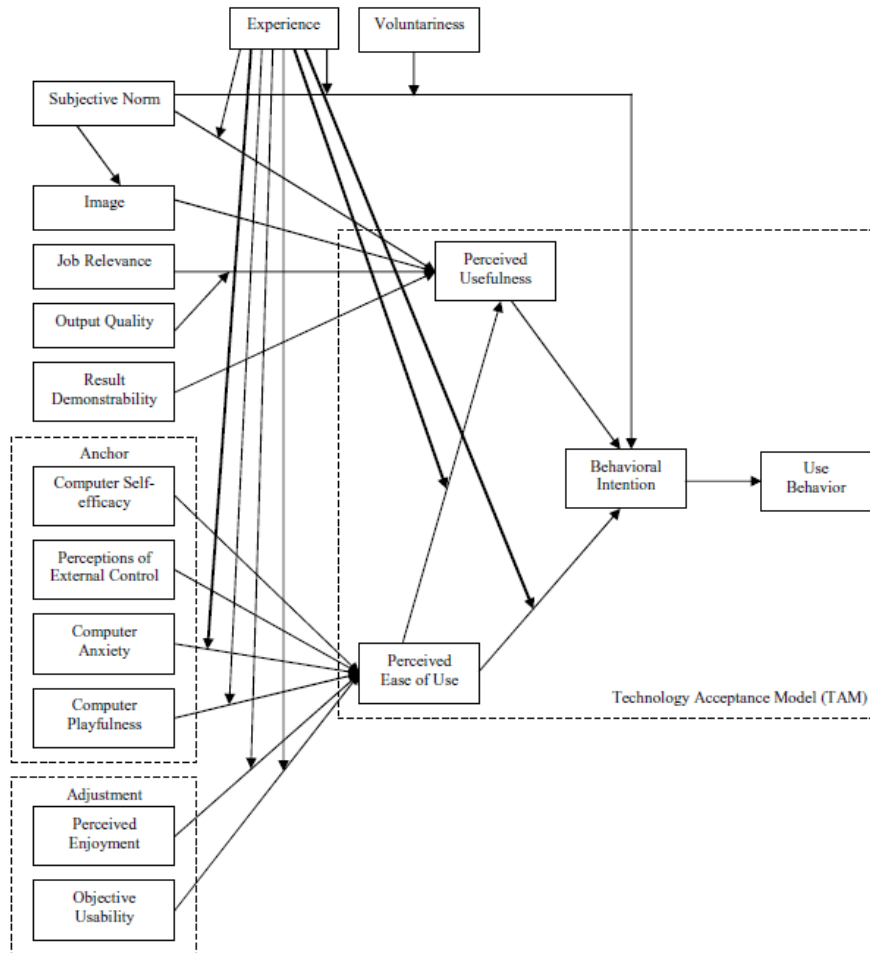 Experience
Voluntariness
Subjective Norm
Image
Job Relevance
Output Quality
Result
Demonstrability
Perceived
Usefulness
Anchor
Computer Self-
efficacy
Perceptions of
External Control
Computer
Anxiety
Computer
Playfulness
Behavioral
Intention
Use
Behavior
Perceived
Ease of Use
Technology Acceptance Model (TAM)
Adjustment
Perceived
Enjoyment
Objective
Usability